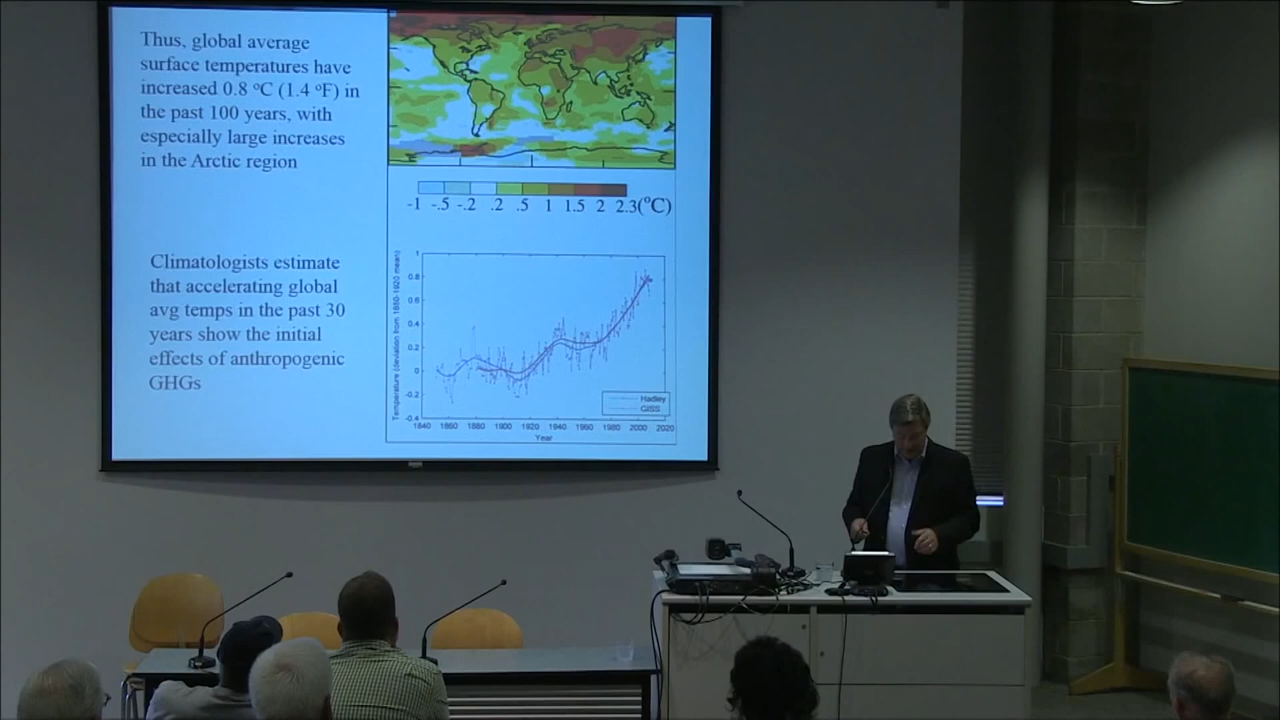 Thus, global average
surface temperatures have
increased 0.8 °C (1.4 °F) in
the past 100 years, with
especially large increases
in the Arctic region
-1 -.5 -.2 .2 .5 1 1.5 2 2.3(°C)
Climatologists estimate
that accelerating global
avg temps in the past 30
years show the initial
effects of anthropogenic
GHGs
Temperature (deviation from 1850-1920 mean)
1
0.8
0.6
0.4
0.2
0
-0.2
-0.4
Hadley
GISS
1840 1860 1880 1900 1920 1940 1960 1980 2000 2020
Year